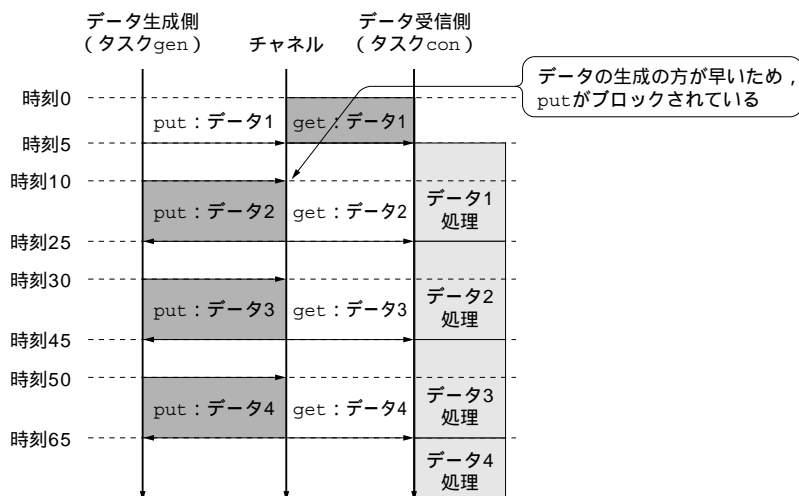 データ生成側
（タスクgen）
チャネル
データ受信側
（タスクcon）
データの生成の方が早いため，
putがブロックされている
時刻0
put：データ1
get：データ1
時刻5
時刻10
put：データ2
get：データ2
データ1
処理
時刻25
時刻30
put：データ3
get：データ3
データ2
処理
時刻45
時刻50
put：データ4
get：データ4
データ3
処理
時刻65
データ4
処理